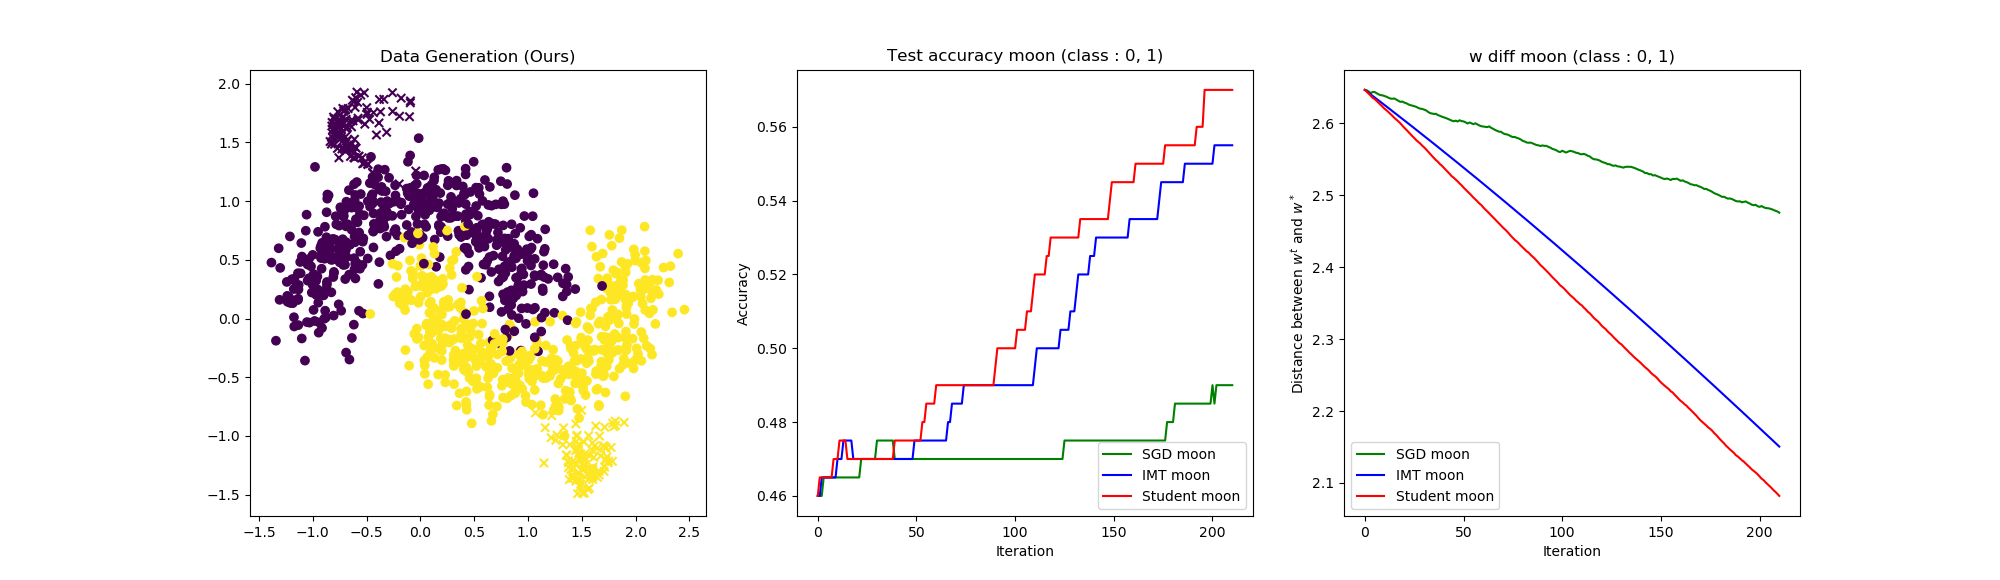 Data Generation (Ours)
2.0
1.5
1.0
0.5
0.0
−0.5
−1.0
−1.5
−1.5 −1.0 −0.5 0.0 0.5 1.0 1.5 2.0 2.5
Test accuracy moon (class : 0, 1)
Accuracy
0.56
0.54
0.52
0.50
0.48
0.46
SGD moon
IMT moon
Student moon
0 50 100 150 200
Iteration
w diff moon (class : 0, 1)
Distance between w^t and w^*
2.6
2.5
2.4
2.3
2.2
2.1
SGD moon
IMT moon
Student moon
0 50 100 150 200
Iteration